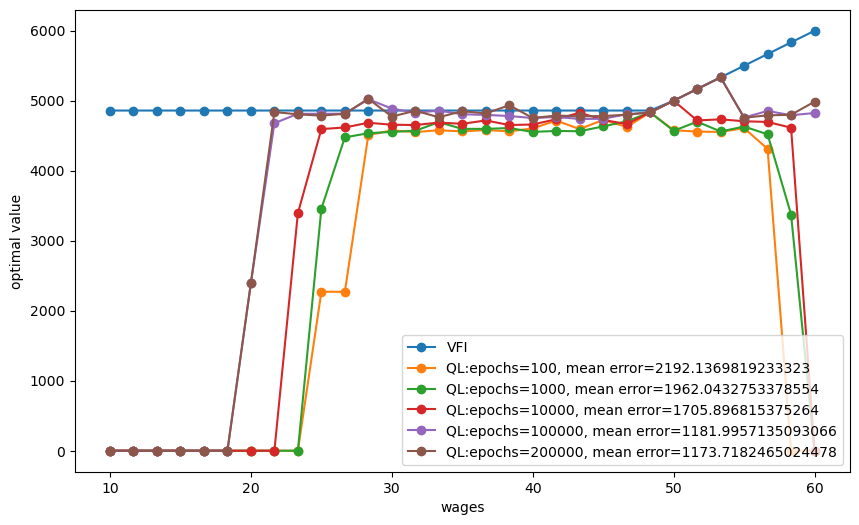 6000
5000
4000
3000
2000
1000
0
optimal value
10
20
30
40
50
60
wages
VFI
QL:epochs=100, mean error=2192.1369819233323
QL:epochs=1000, mean error=1962.0432753378554
QL:epochs=10000, mean error=1705.896815375264
QL:epochs=100000, mean error=1181.9957135093066
QL:epochs=200000, mean error=1173.7182465024478